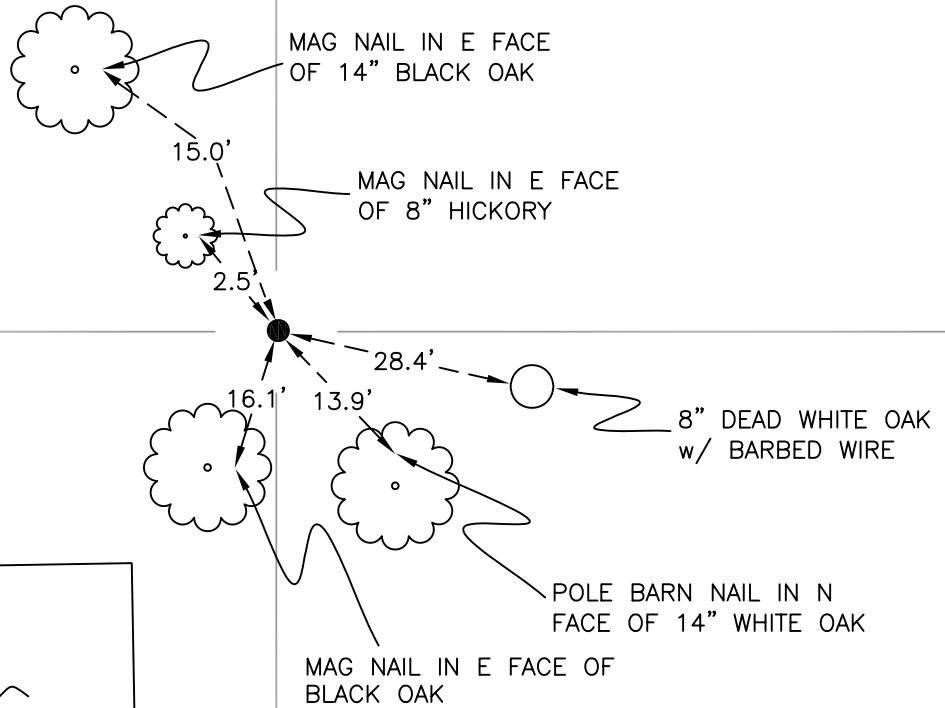 MAG NAIL IN E FACE
OF 14" BLACK OAK
15.0'
MAG NAIL IN E FACE
OF 8" HICKORY
2.5'
28.4'
16.1'
13.9'
8" DEAD WHITE OAK
w/ BARBED WIRE
POLE BARN NAIL IN N
FACE OF 14" WHITE OAK
MAG NAIL IN E FACE OF
BLACK OAK